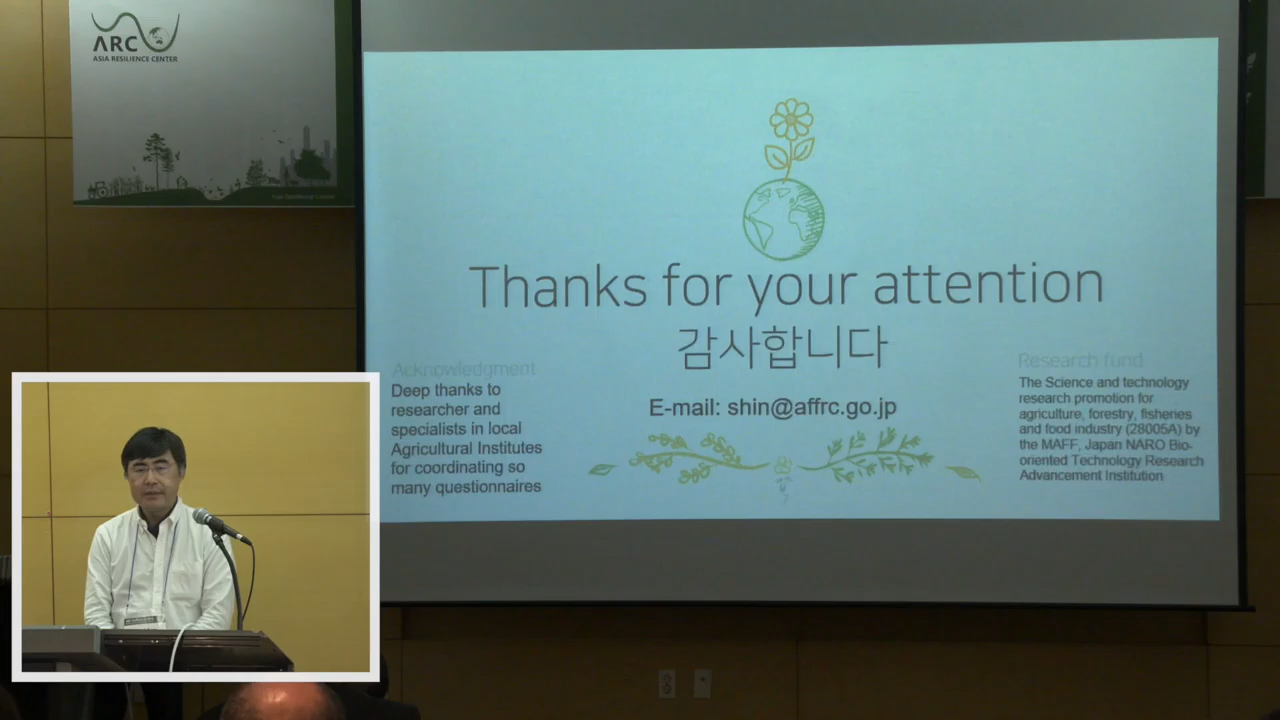 ARC
ASIA RESILIENCE CENTER
Thanks for your attention
감사합니다
E-mail: shin@affrc.go.jp
Acknowledgment
Deep thanks to
researcher and
specialists in local
Agricultural Institutes
for coordinating so
many questionnaires
Research fund
The Science and technology
research promotion for
agriculture, forestry, fisheries
and food industry (28005A) by
the MAFF, Japan NARO Bio-
oriented Technology Research
Advancement Institution